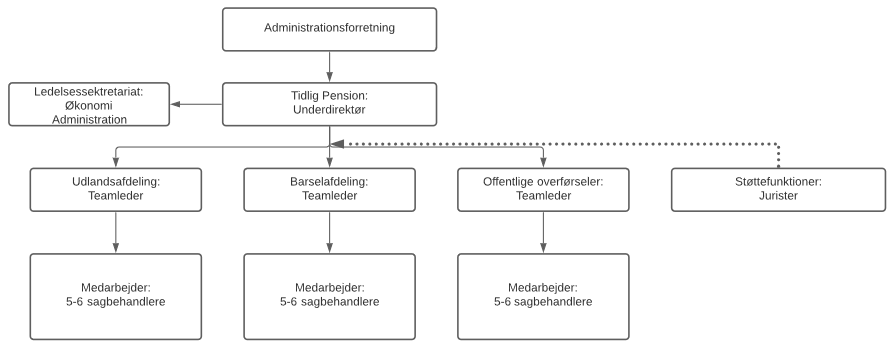 Administrationsforretning
Ledelsessektretariat:
Økonomi
Administration
Tidlig Pension:
Underdirektør
Udlandsafdeling:
Teamleder
Barselafdeling:
Teamleder
Offentlige overførseler:
Teamleder
Støttefunktioner:
Jurister
Medarbejder:
5-6 sagbehandlere
Medarbejder:
5-6 sagbehandlere
Medarbejder:
5-6 sagbehandlere